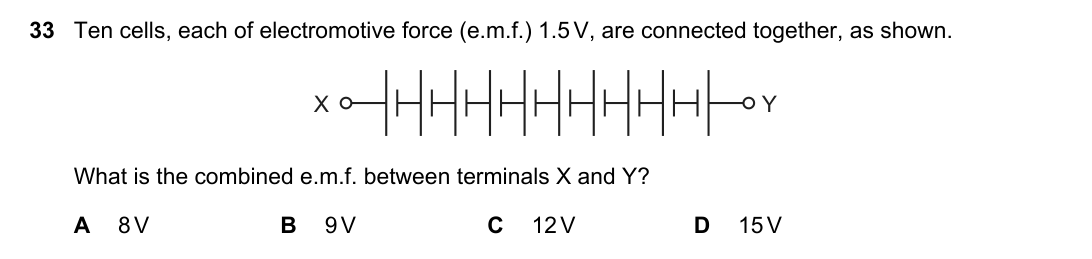 33 Ten cells, each of electromotive force (e.m.f.) 1.5 V, are connected together, as shown.
X Y
What is the combined e.m.f. between terminals X and Y?
A 8 V B 9 V C 12 V D 15 V